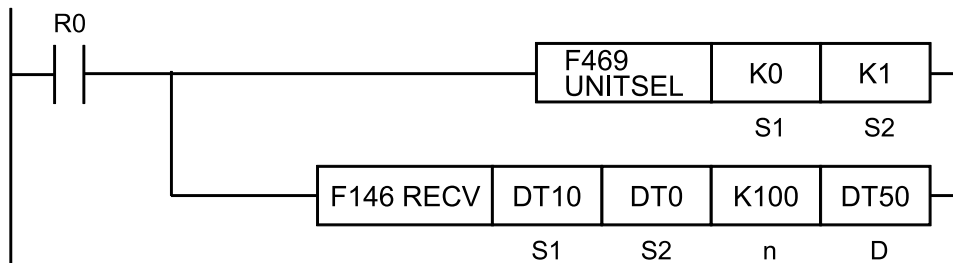 R0
F469 UNITSEL K0 K1
S1 S2
F146 RECV DT10 DT0 K100 DT50
S1 S2 n D